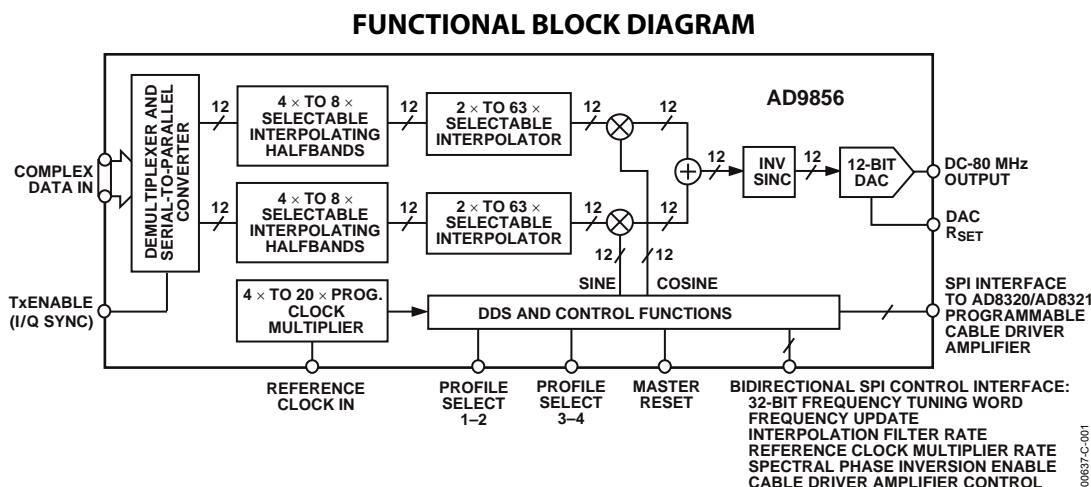 FUNCTIONAL BLOCK DIAGRAM
AD9856
COMPLEX
DATA IN
DEMULTIPLEXER AND
SERIAL-TO-PARALLEL
CONVERTER
12
4 × TO 8 ×
SELECTABLE
INTERPOLATING
HALFBANDS
12
2 × TO 63 ×
SELECTABLE
INTERPOLATOR
12
12
12
4 × TO 8 ×
SELECTABLE
INTERPOLATING
HALFBANDS
12
2 × TO 63 ×
SELECTABLE
INTERPOLATOR
12
12
12
INV
SINC
12
12-BIT
DAC
DC-80 MHz
OUTPUT
DAC
RSET
12
12
SINE
COSINE
TxENABLE
(I/Q SYNC)
4 × TO 20 × PROG.
CLOCK
MULTIPLIER
DDS AND CONTROL FUNCTIONS
SPI INTERFACE
TO AD8320/AD8321
PROGRAMMABLE
CABLE DRIVER
AMPLIFIER
REFERENCE
CLOCK IN
PROFILE
SELECT
1–2
PROFILE
SELECT
3–4
MASTER
RESET
BIDIRECTIONAL SPI CONTROL INTERFACE:
32-BIT FREQUENCY TUNING WORD
FREQUENCY UPDATE
INTERPOLATION FILTER RATE
REFERENCE CLOCK MULTIPLIER RATE
SPECTRAL PHASE INVERSION ENABLE
CABLE DRIVER AMPLIFIER CONTROL
00637-C-001